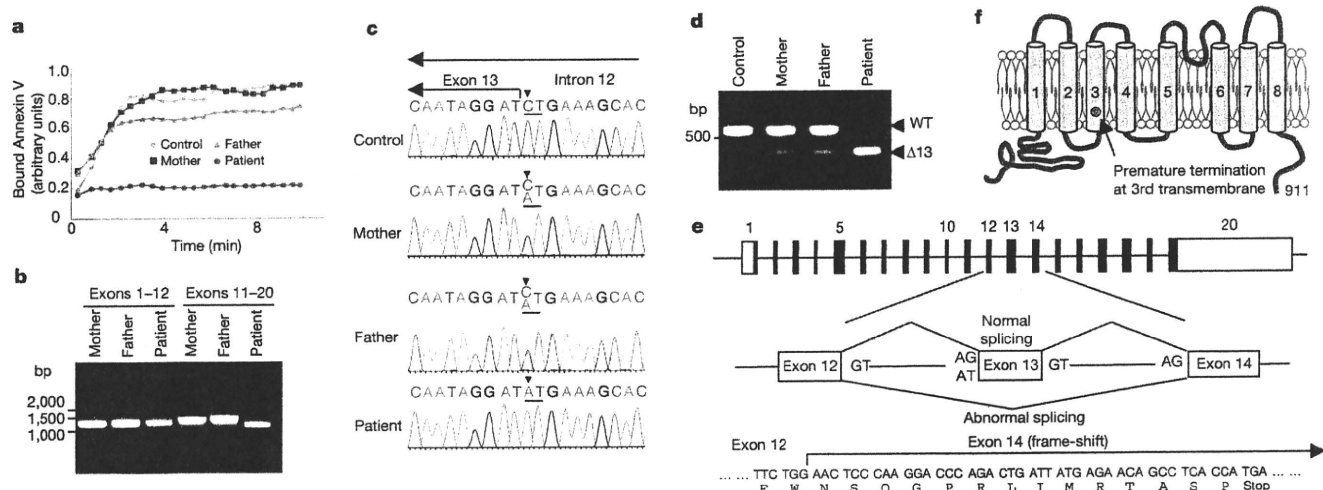 a
Bound Annexin V
(arbitrary units)
1.0
0.8
0.6
0.4
0.2
0
Control
Father
Mother
Patient
4
8
Time (min)
b
Exons 1–12
Exons 11–20
Mother
Father
Patient
Mother
Father
Patient
bp
2,000
1,500
1,000
c
Exon 13
Intron 12
CAATAGGATCTGAAAGCAC
Control
C
CAATAGGATATGAAAGCAC
Mother
C
CAATAGGATATGAAAGCAC
Father
CAATAGGATATGAAAGCAC
Patient
d
Control
Mother
Father
Patient
bp
500
WT
Δ13
f
1
2
3
4
5
6
7
8
Premature termination
at 3rd transmembrane
911
e
1
5
10
12
13
14
20
Normal
splicing
Exon 12
GT
AG
AT
Exon 13
GT
AG
Exon 14
Abnormal splicing
Exon 12
Exon 14 (frame-shift)
... ... TTC TGG AAC TCC CAA GGA CCC AGA CTG ATT ATG AGA ACA GCC TCA CCA TGA ... ...
F W N S Q G P R L I M R T A S P Stop